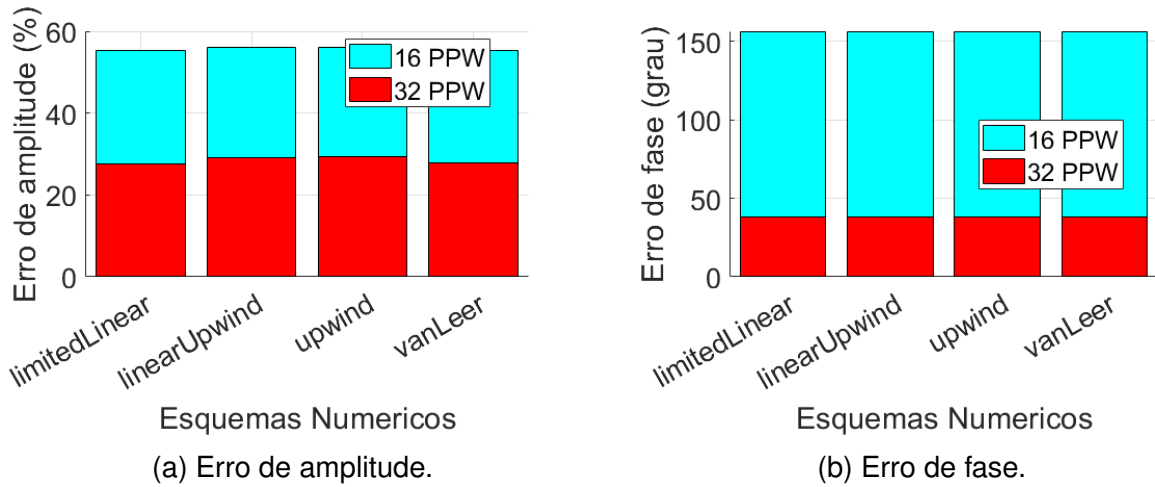 Erro de amplitude (%)
60
40
20
0
16 PPW
32 PPW
limitedLinear
linearUpwind
upwind
vanLeer
Esquemas Numericos
(a) Erro de amplitude.
Erro de fase (grau)
150
100
50
0
16 PPW
32 PPW
limitedLinear
linearUpwind
upwind
vanLeer
Esquemas Numericos
(b) Erro de fase.